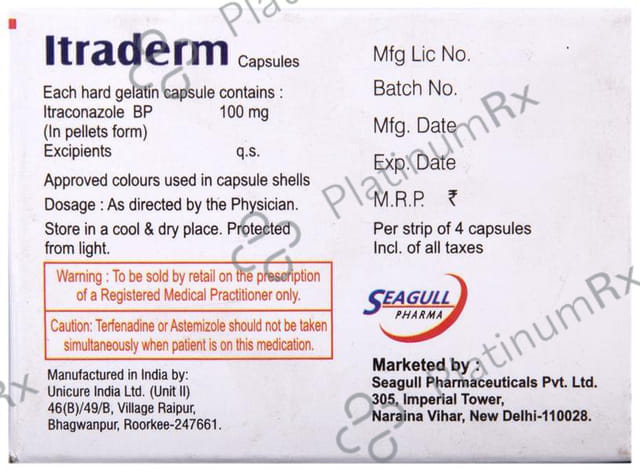 Itraderm Capsules
Each hard gelatin capsule contains :
Itraconazole BP 100 mg
(In pellets form)
Excipients q.s.
Approved colours used in capsule shells
Dosage : As directed by the Physician.
Store in a cool & dry place. Protected
from light.
Warning : To be sold by retail on the prescription
of a Registered Medical Practitioner only.
Caution: Terfenadine or Astemizole should not be taken
simultaneously when patient is on this medication.
Manufactured in India by:
Unicure India Ltd. (Unit II)
46(B)/49/B, Village Raipur,
Bhagwanpur, Roorkee-247661.
Mfg Lic No.
Batch No.
Mfg. Date
Exp. Date
M.R.P. ₹
Per strip of 4 capsules
Incl. of all taxes
SEAGULL
PHARMA
Marketed by :
Seagull Pharmaceuticals Pvt. Ltd.
305, Imperial Tower,
Naraina Vihar, New Delhi-110028.
PlatinumRx
PlatinumRx
PlatinumRx
Rx